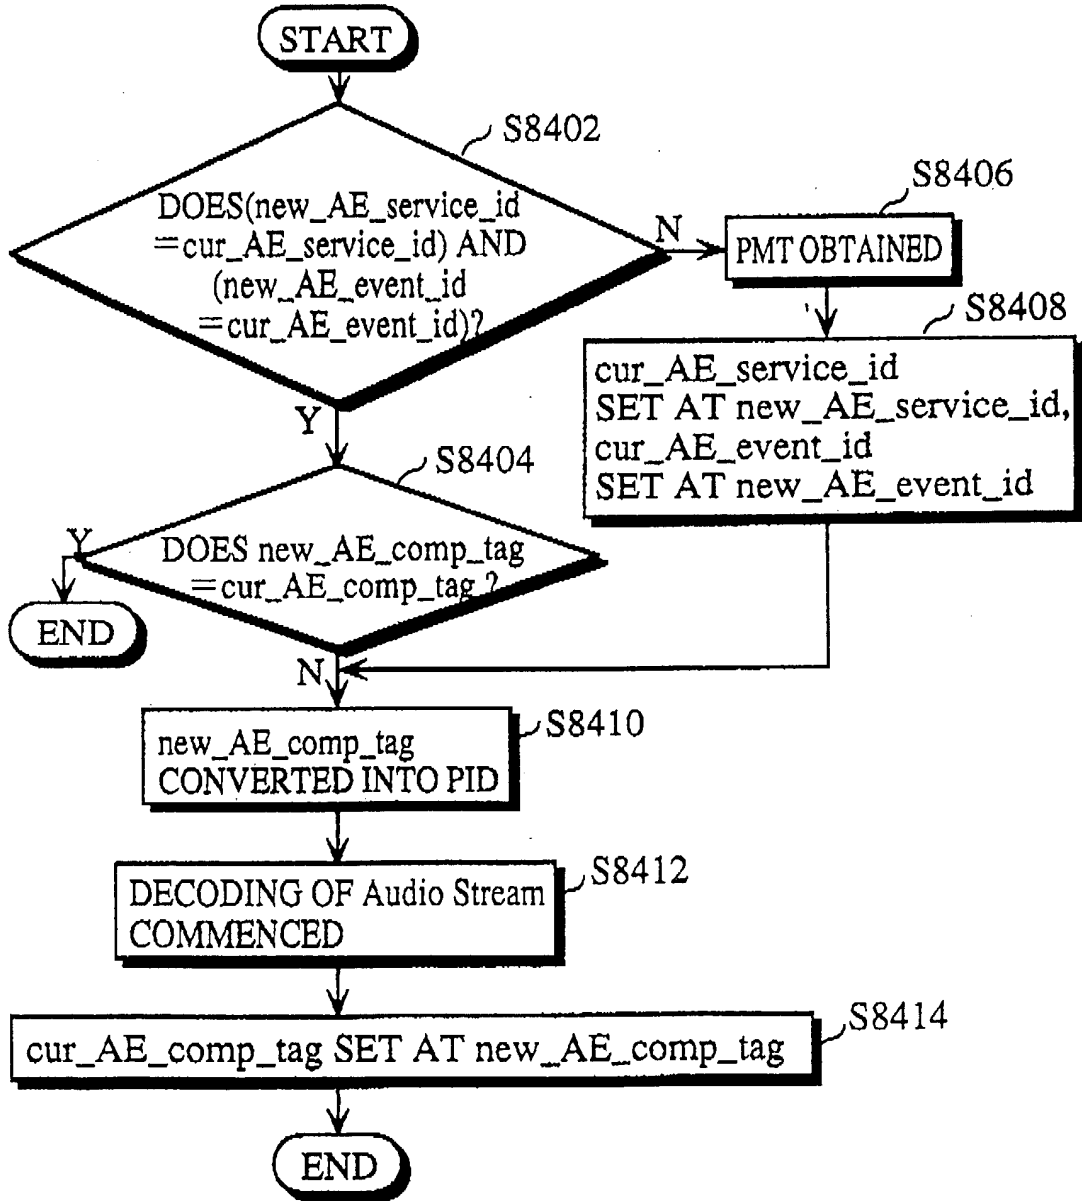 START
S8402
DOES(new_AE_service_id
=cur_AE_service_id) AND
(new_AE_event_id
=cur_AE_event_id)?
N
Y
S8406
PMT OBTAINED
S8408
cur_AE_service_id
SET AT new_AE_service_id,
cur_AE_event_id
SET AT new_AE_event_id
S8404
DOES new_AE_comp_tag
=cur_AE_comp_tag ?
Y
END
N
S8410
new_AE_comp_tag
CONVERTED INTO PID
S8412
DECODING OF Audio Stream
COMMENCED
S8414
cur_AE_comp_tag SET AT new_AE_comp_tag
END